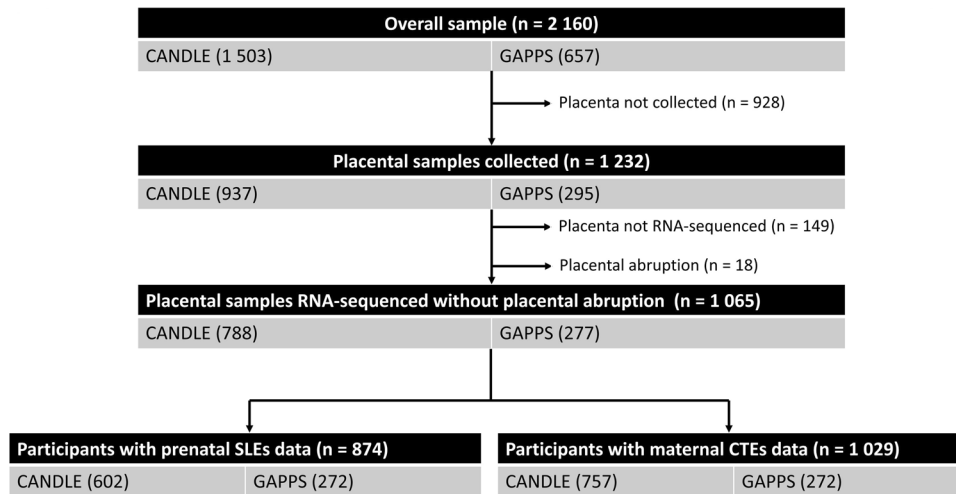 Overall sample (n = 2 160)
CANDLE (1 503) GAPPS (657)
Placenta not collected (n = 928)
Placental samples collected (n = 1 232)
CANDLE (937) GAPPS (295)
Placenta not RNA-sequenced (n = 149)
Placental abruption (n = 18)
Placental samples RNA-sequenced without placental abruption (n = 1 065)
CANDLE (788) GAPPS (277)
Participants with prenatal SLEs data (n = 874)
CANDLE (602) GAPPS (272)
Participants with maternal CTEs data (n = 1 029)
CANDLE (757) GAPPS (272)